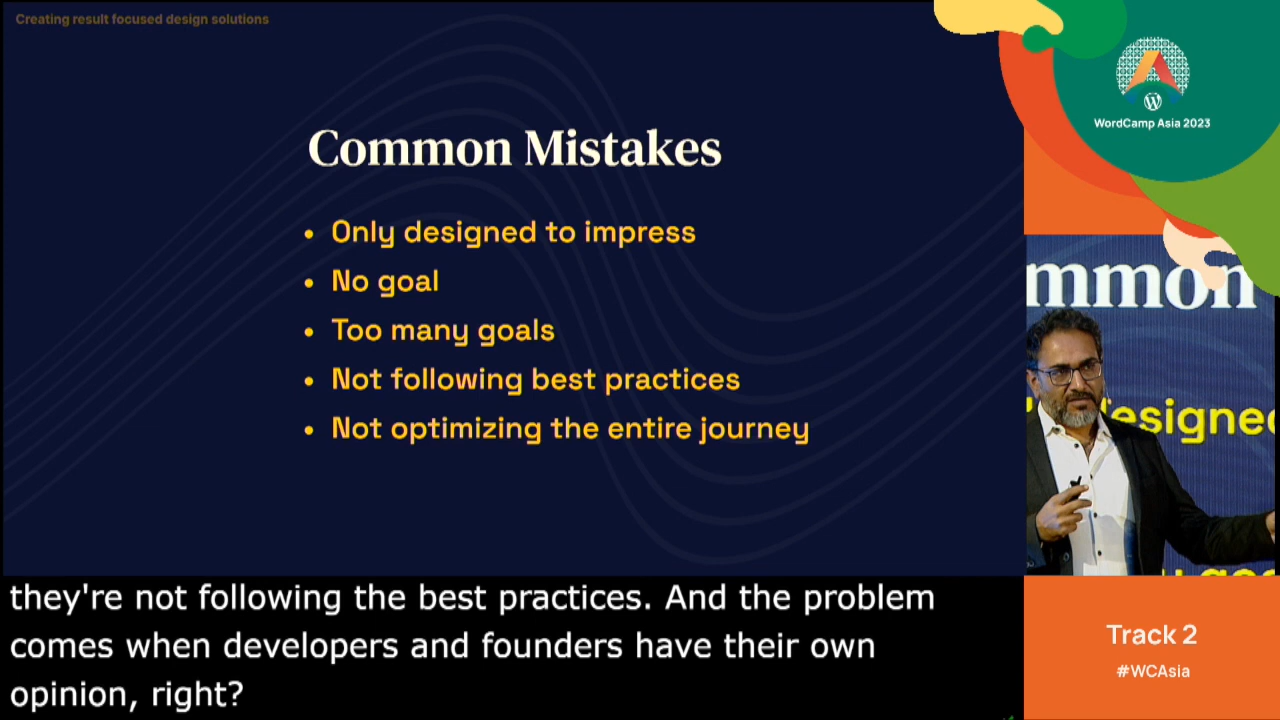 Creating result focused design solutions
Common Mistakes
• Only designed to impress
• No goal
• Too many goals
• Not following best practices
• Not optimizing the entire journey
WordCamp Asia 2023
mmon
esigned
they're not following the best practices. And the problem
comes when developers and founders have their own
opinion, right?
Track 2
#WCAsia